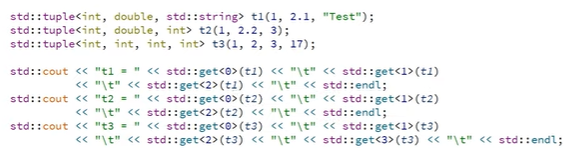 std::tuple<int, double, std::string> t1(1, 2.1, "Test");
std::tuple<int, double, int> t2(1, 2.2, 3);
std::tuple<int, int, int, int> t3(1, 2, 3, 17);
std::cout << "t1 = " << std::get<0>(t1) << "\t" << std::get<1>(t1)
<< "\t" << std::get<2>(t1) << "\t" << std::endl;
std::cout << "t2 = " << std::get<0>(t2) << "\t" << std::get<1>(t2)
<< "\t" << std::get<2>(t2) << "\t" << std::endl;
std::cout << "t3 = " << std::get<0>(t3) << "\t" << std::get<1>(t3)
<< "\t" << std::get<2>(t3) << "\t" << std::get<3>(t3) << "\t" << std::endl;